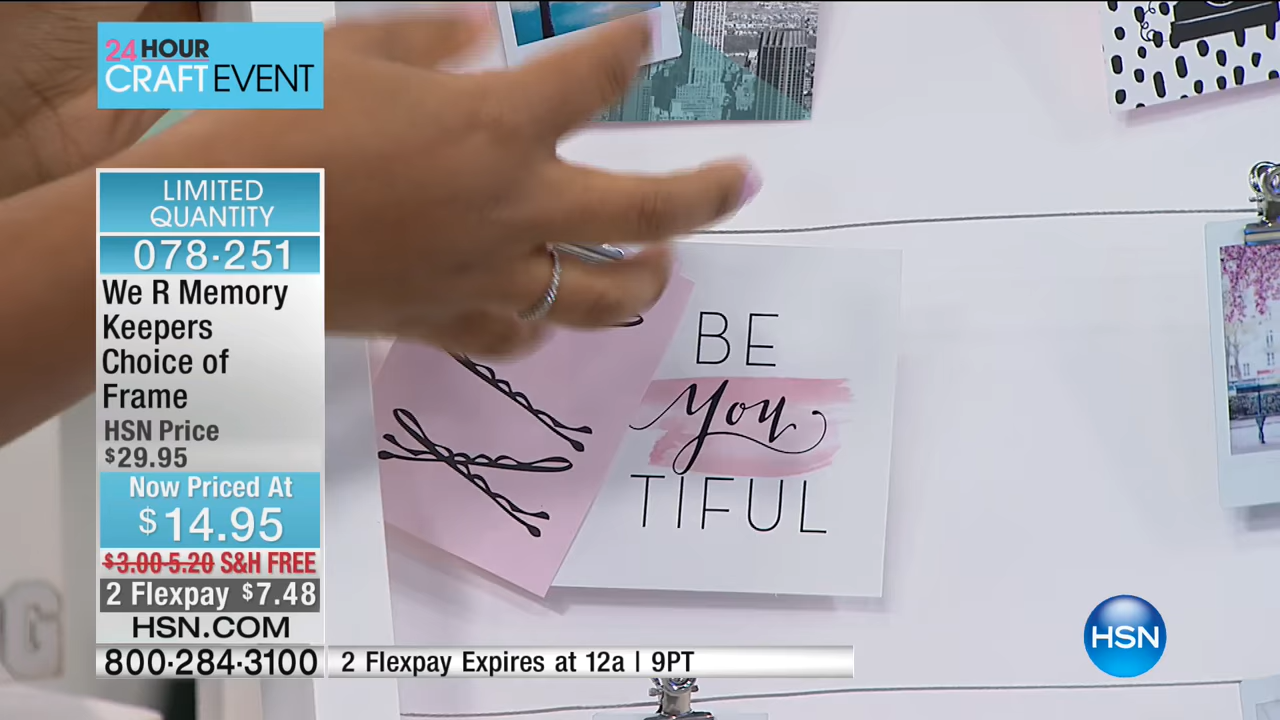 24 HOUR
CRAFT EVENT
LIMITED
QUANTITY
078-251
We R Memory
Keepers
Choice of
Frame
HSN Price
$29.95
Now Priced At
$14.95
$3.00-5.20 S&H FREE
2 Flexpay $7.48
HSN.COM
800-284-3100
2 Flexpay Expires at 12a | 9PT
BE
you
TIFUL
HSN
G